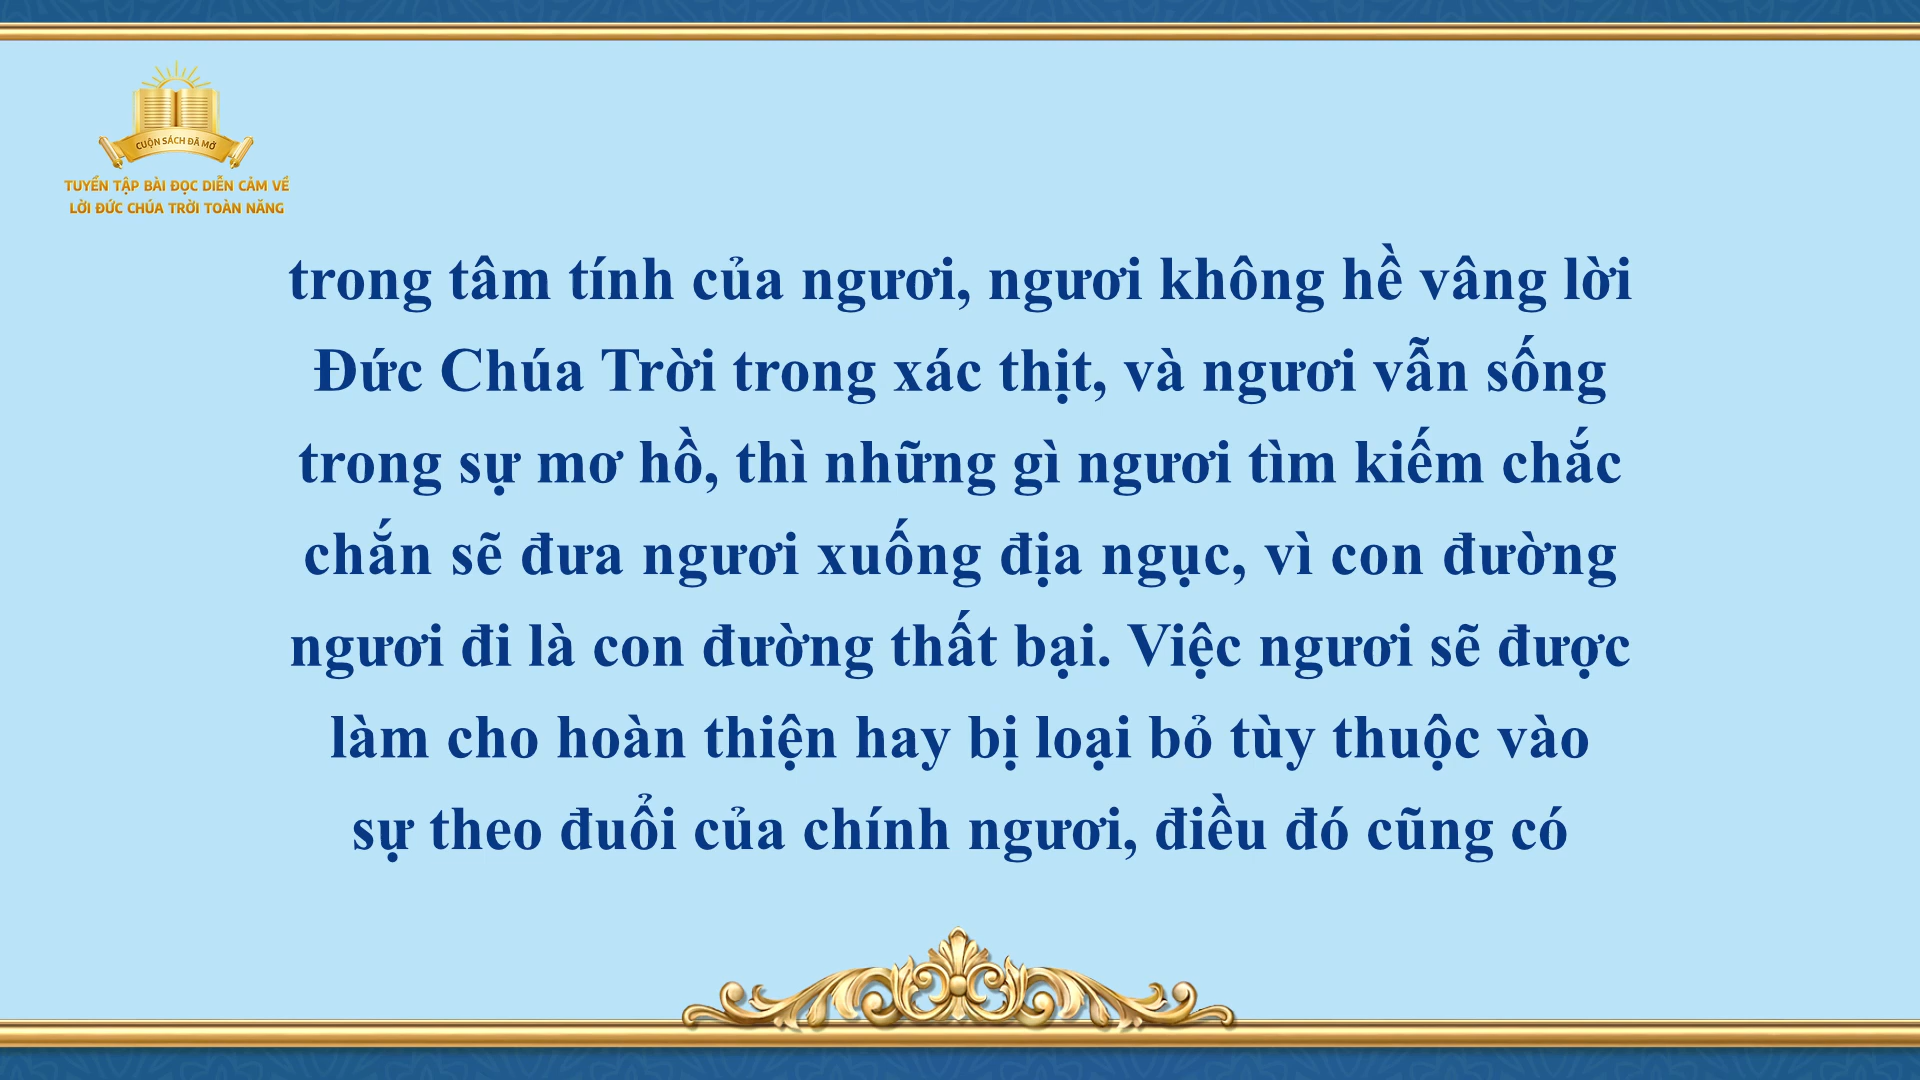 CUỘN SÁCH ĐÃ MỞ
TUYỂN TẬP BÀI ĐỌC DIỄN CẢM VỀ
LỜI ĐỨC CHÚA TRỜI TOÀN NĂNG
trong tâm tính của ngươi, ngươi không hề vâng lời
Đức Chúa Trời trong xác thịt, và ngươi vẫn sống
trong sự mơ hồ, thì những gì ngươi tìm kiếm chắc
chắn sẽ đưa ngươi xuống địa ngục, vì con đường
ngươi đi là con đường thất bại. Việc ngươi sẽ được
làm cho hoàn thiện hay bị loại bỏ tùy thuộc vào
sự theo đuổi của chính ngươi, điều đó cũng có